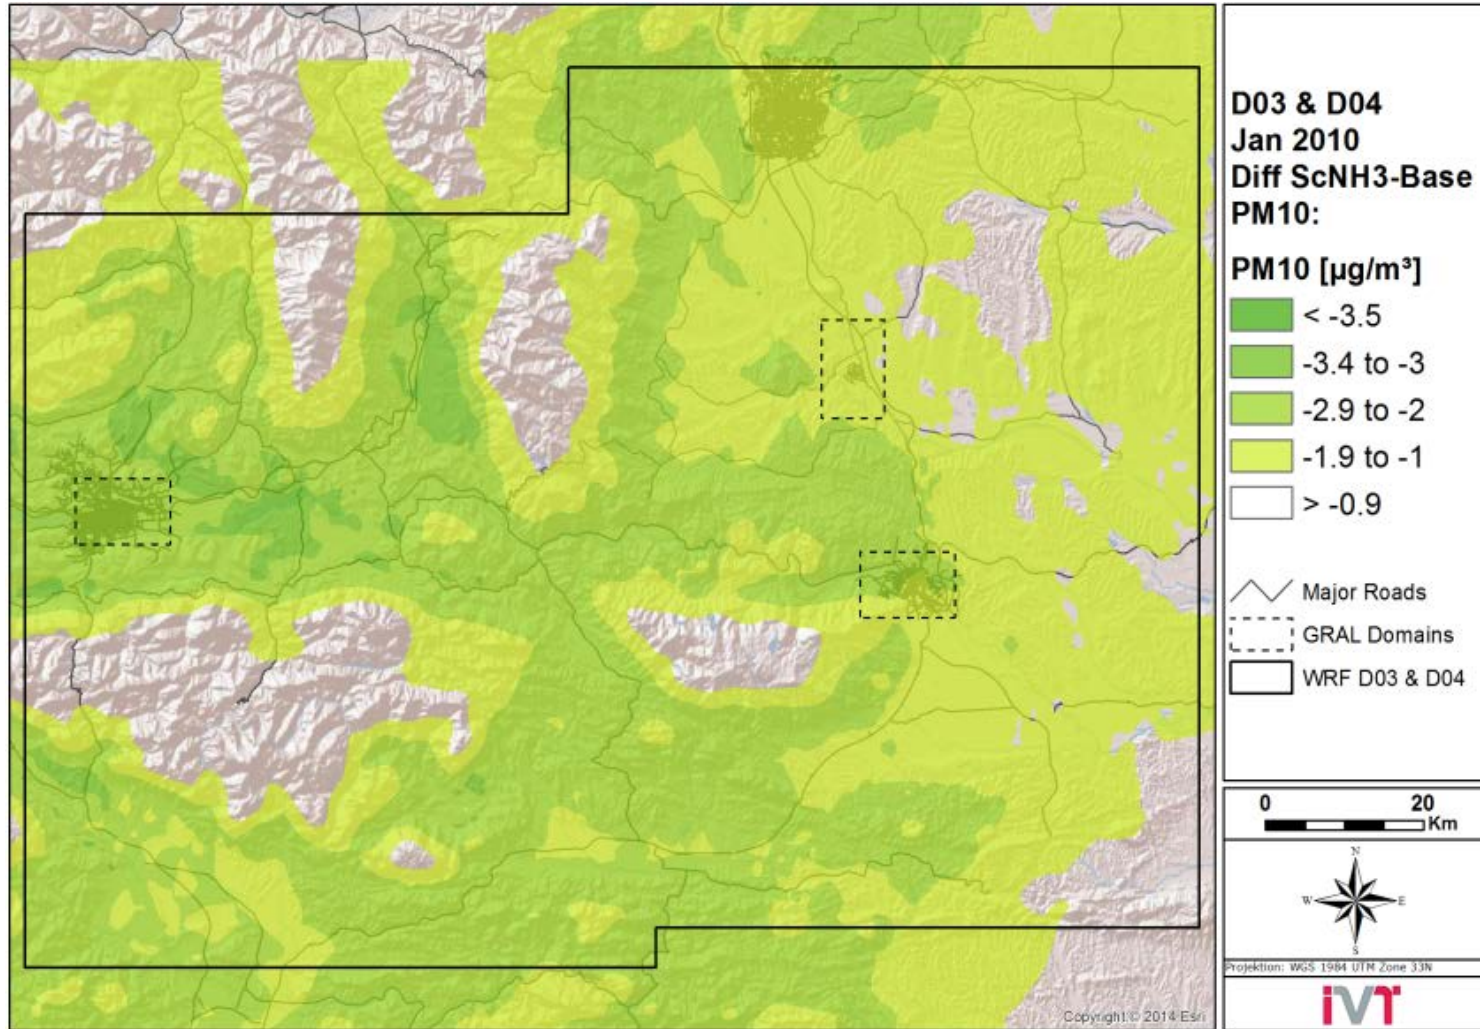 D03 & D04
Jan 2010
Diff ScNH3-Base
PM10:
PM10 [µg/m³]
< -3.5
-3.4 to -3
-2.9 to -2
-1.9 to -1
> -0.9
Major Roads
GRAL Domains
WRF D03 & D04
0 20
Km
N
W E
S
Projektion: WGS 1984 UTM Zone 33N
iVT
Copyright:© 2014 Esri